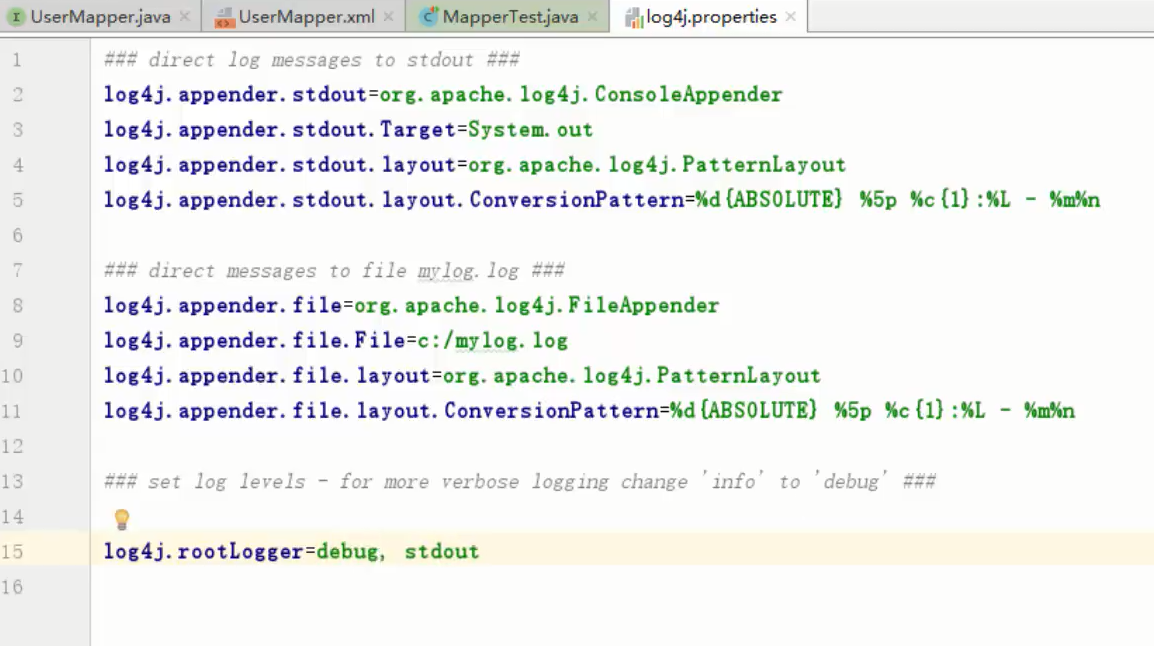 UserMapper.java UserMapper.xml MapperTest.java log4j.properties
1 ### direct log messages to stdout ###
2 log4j.appender.stdout=org.apache.log4j.ConsoleAppender
3 log4j.appender.stdout.Target=System.out
4 log4j.appender.stdout.layout=org.apache.log4j.PatternLayout
5 log4j.appender.stdout.layout.ConversionPattern=%d{ABSOLUTE} %5p %c{1}:%L - %m%n
6
7 ### direct messages to file mylog.log ###
8 log4j.appender.file=org.apache.log4j.FileAppender
9 log4j.appender.file.File=c:/mylog.log
10 log4j.appender.file.layout=org.apache.log4j.PatternLayout
11 log4j.appender.file.layout.ConversionPattern=%d{ABSOLUTE} %5p %c{1}:%L - %m%n
12
13 ### set log levels - for more verbose logging change 'info' to 'debug' ###
14
15 log4j.rootLogger=debug, stdout
16